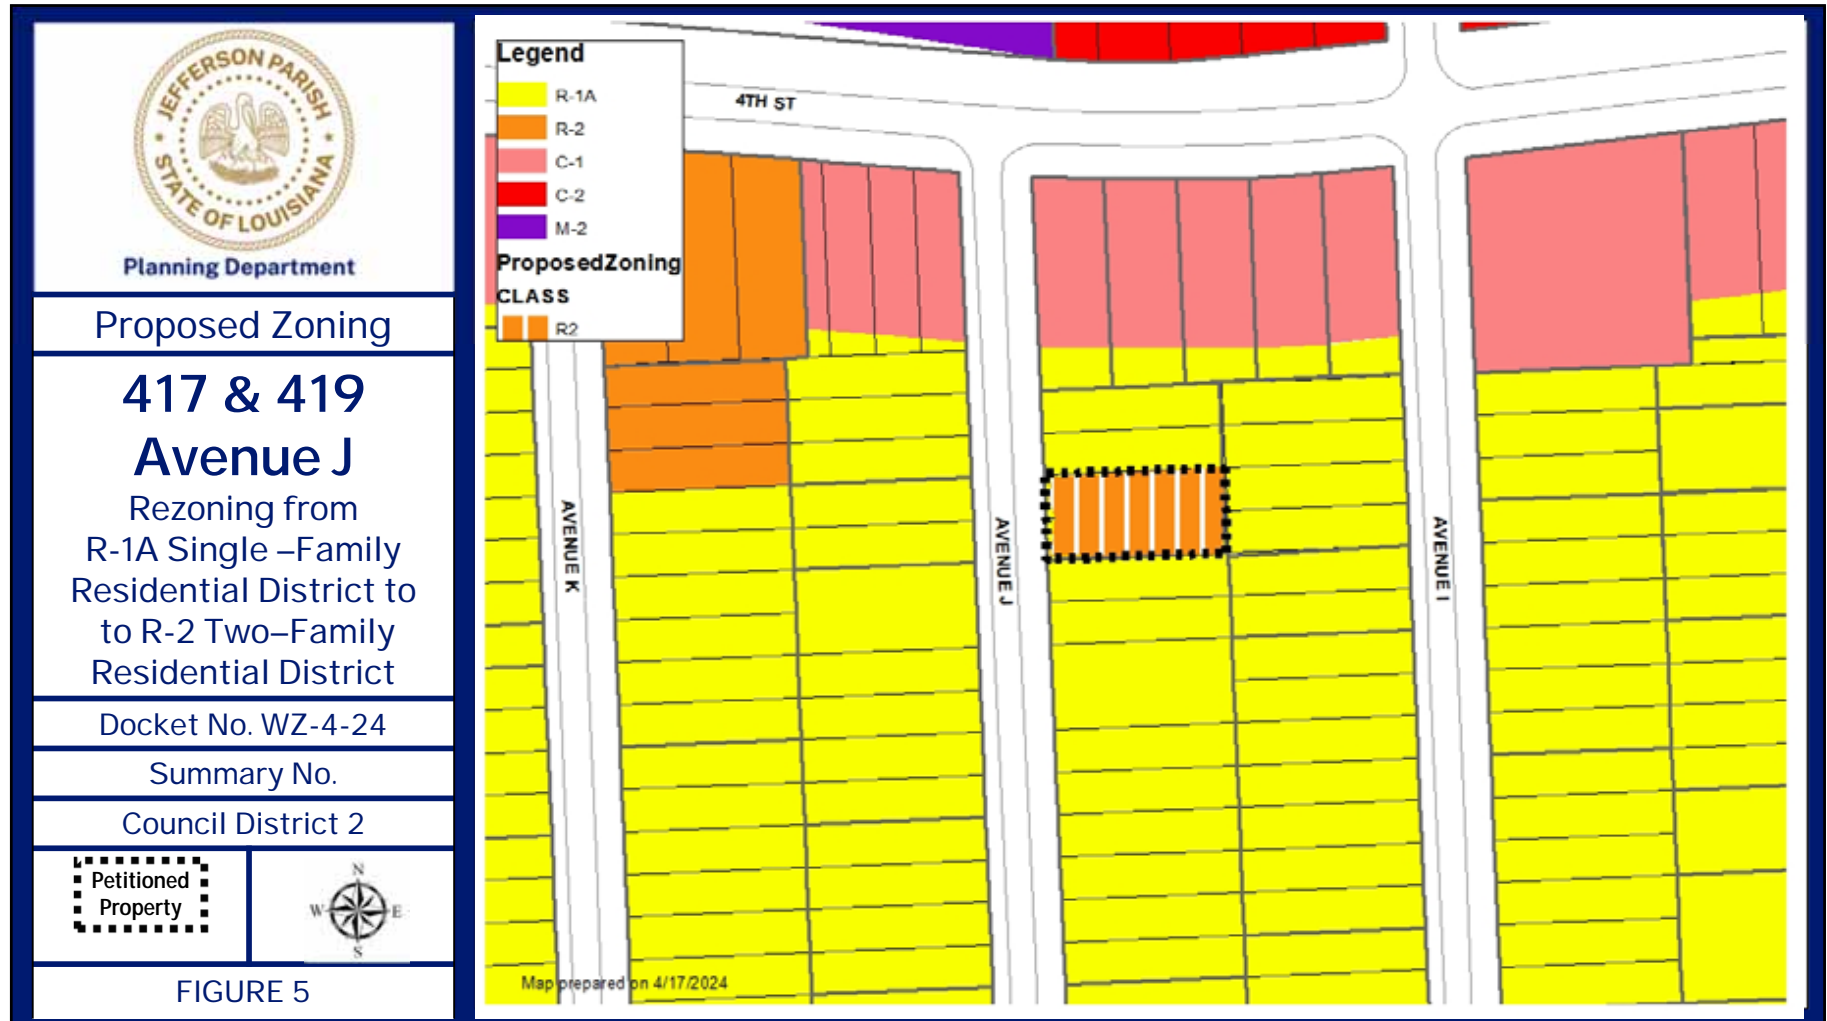 JEFFERSON PARISH
STATE OF LOUISIANA
Planning Department
Proposed Zoning
417 & 419
Avenue J
Rezoning from
R-1A Single –Family
Residential District to
to R-2 Two–Family
Residential District
Docket No. WZ-4-24
Summary No.
Council District 2
Petitioned
Property
N
W E
S
FIGURE 5
Legend
R-1A
R-2
C-1
C-2
M-2
ProposedZoning
CLASS
R2
4TH ST
AVENUE K
AVENUE J
AVENUE I
Map prepared on 4/17/2024